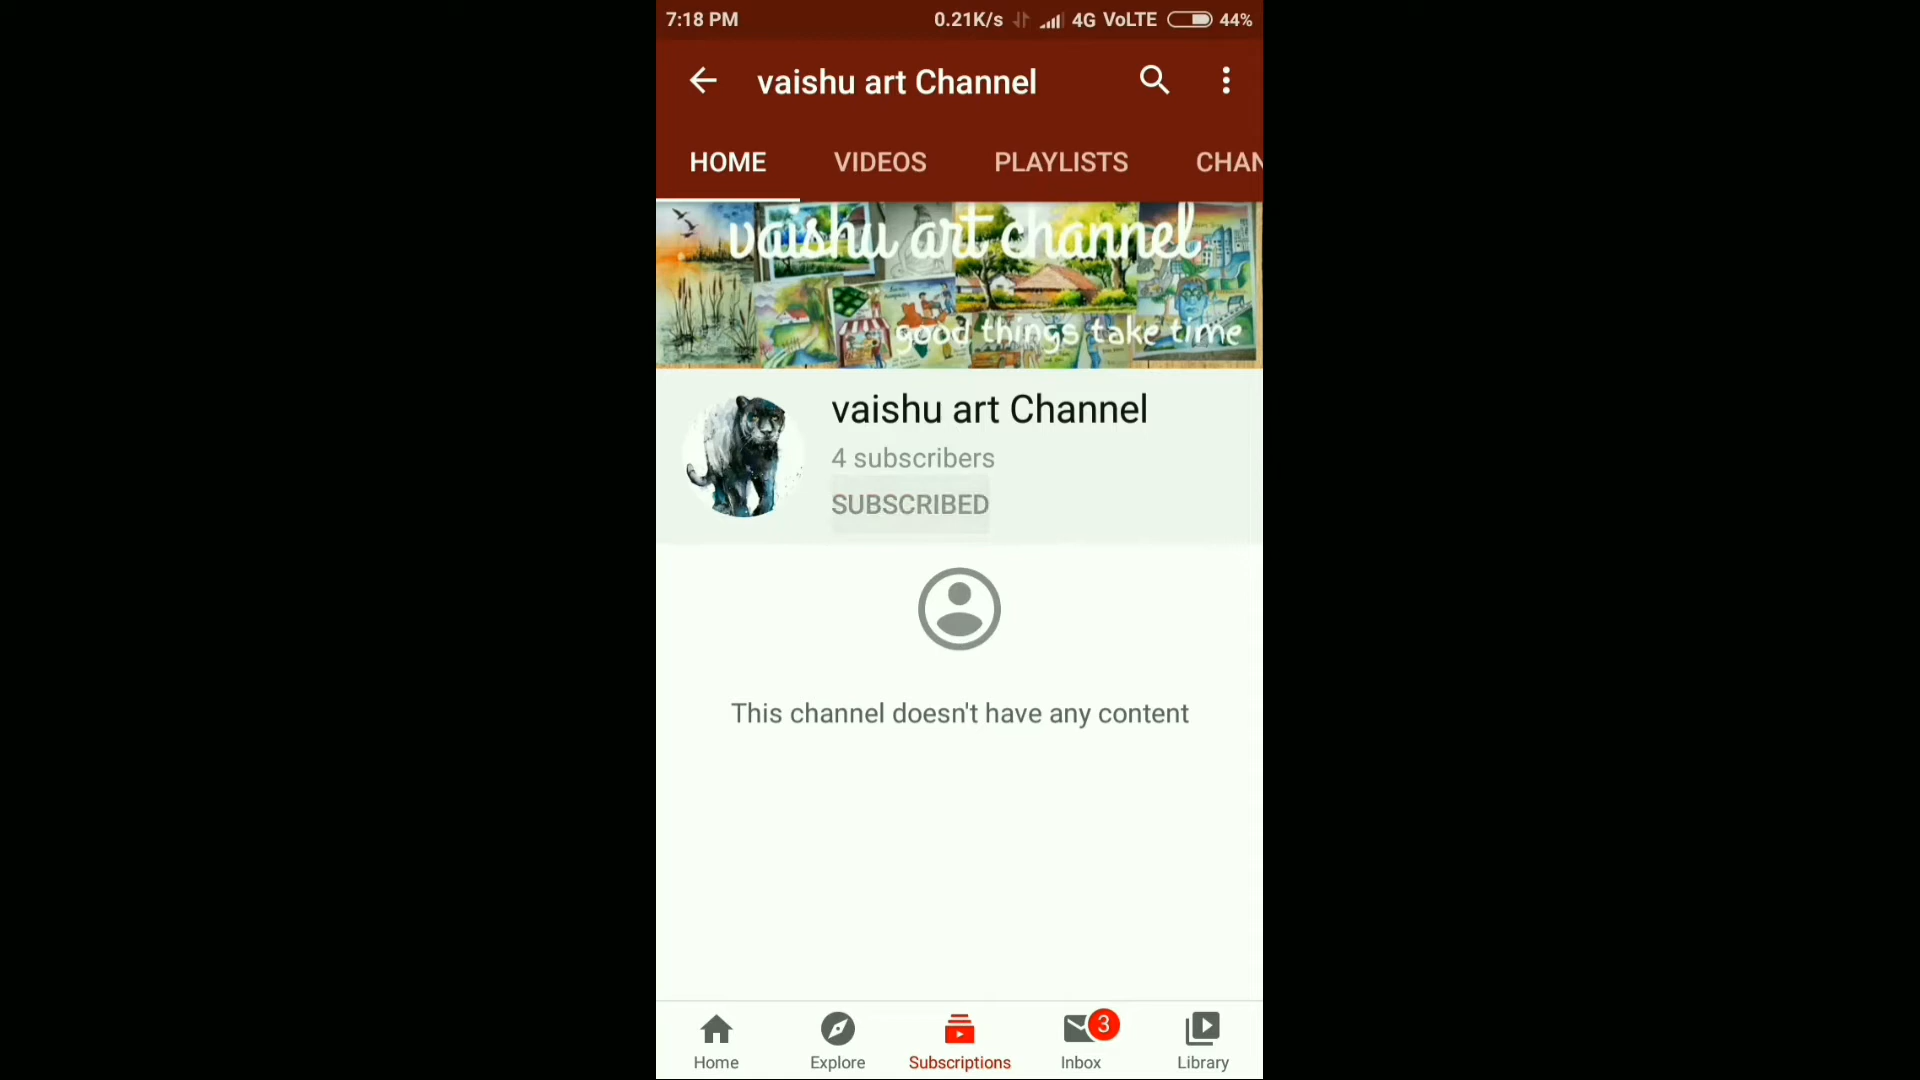 7:18 PM 0.21K/s 4G VoLTE 44%
vaishu art Channel
HOME VIDEOS PLAYLISTS CHAN
vaishu art channel
good things take time
vaishu art Channel
4 subscribers
SUBSCRIBED
This channel doesn't have any content
3
Home Explore Subscriptions Inbox Library